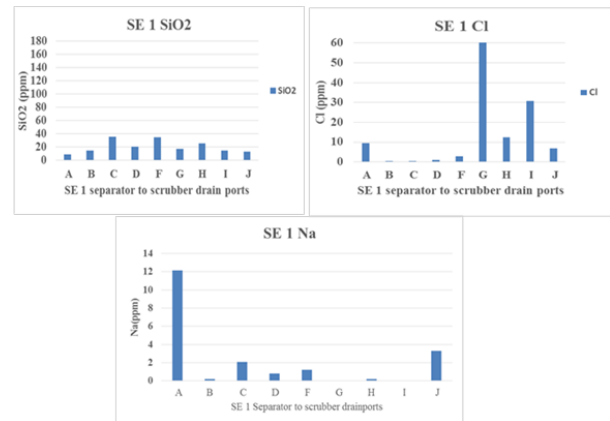 SE 1 SiO2
180
160
140
120
100
80
60
40
20
0
SiO2 (ppm)
A B C D F G H I J
SE 1 separator to scrubber drain ports
SiO2
SE 1 Cl
60
50
40
30
20
10
0
Cl (ppm)
A B C D F G H I J
SE 1 separator to scrubber drain ports
Cl
SE 1 Na
14
12
10
8
6
4
2
0
Na(ppm)
A B C D F G H I J
SE 1 Separator to scrubber drainports